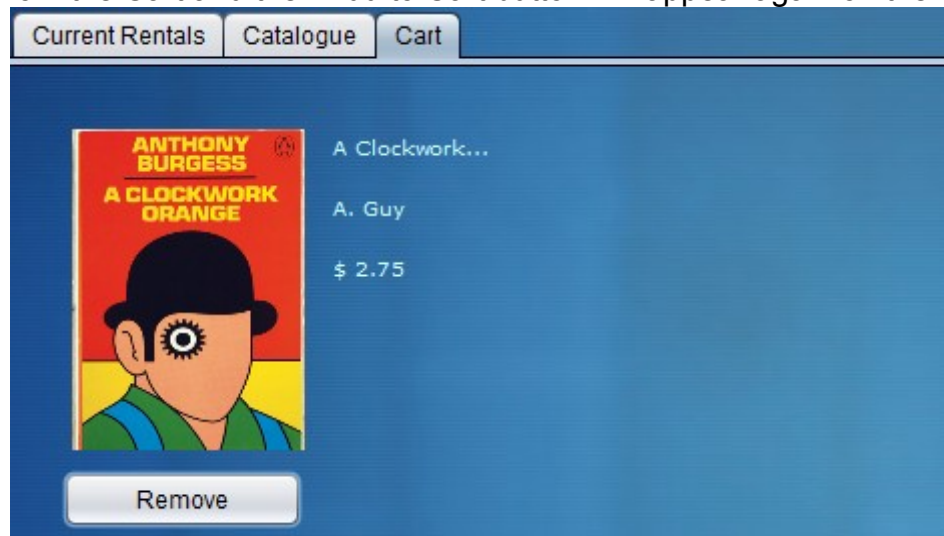 Current Rentals Catalogue Cart
ANTHONY
BURGESS
A CLOCKWORK
ORANGE
A Clockwork...
A. Guy
$ 2.75
Remove